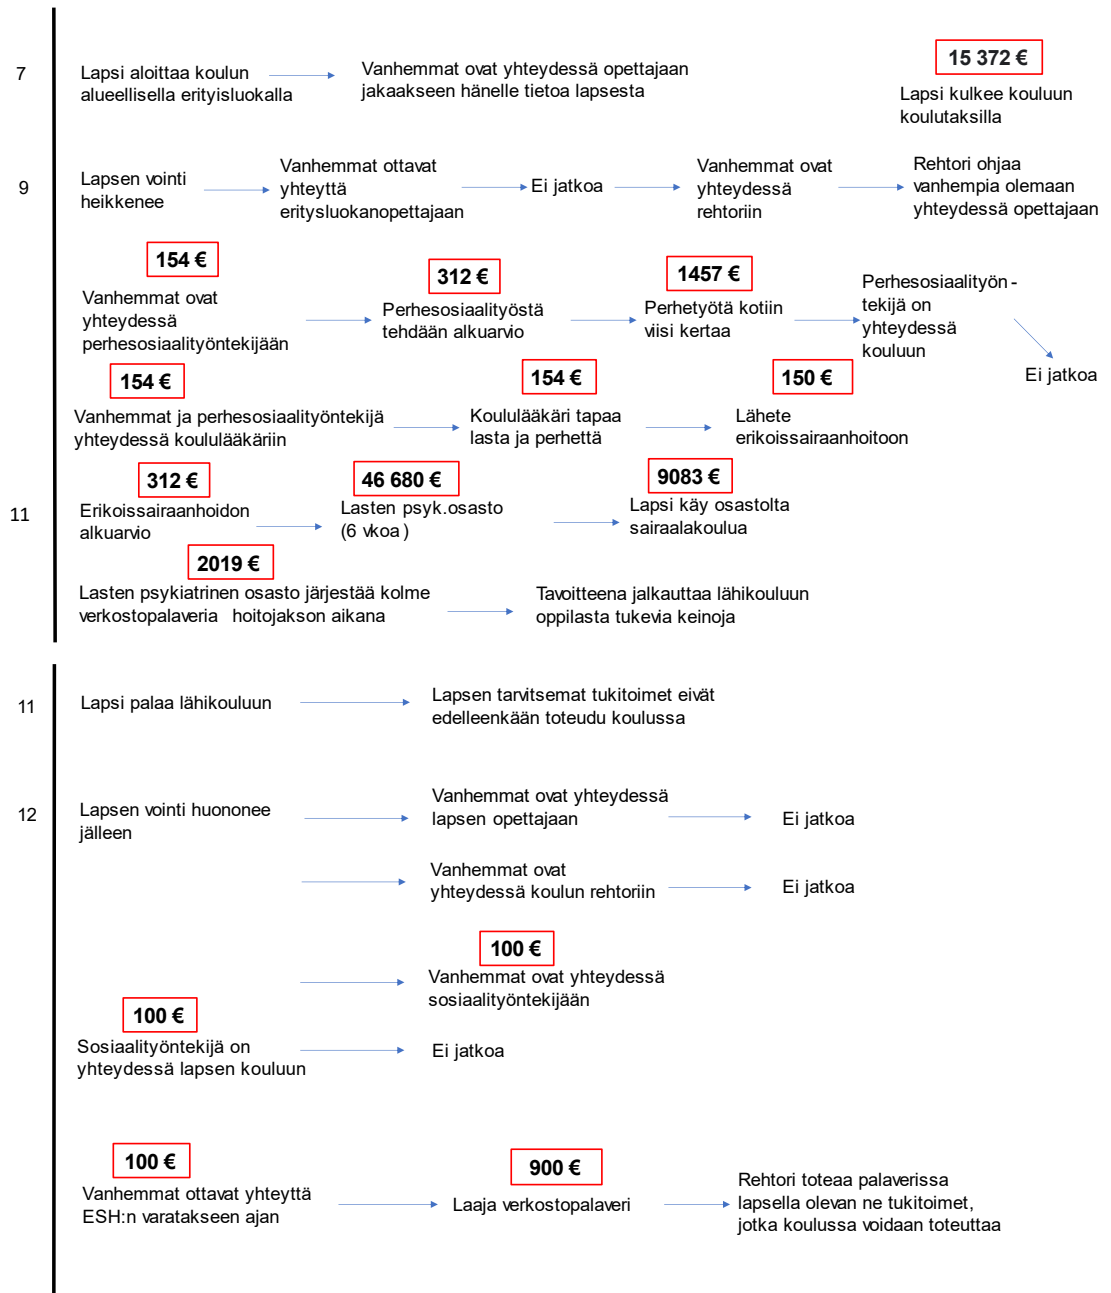 7
Lapsi aloittaa koulun
alueellisella erityisluokalla
Vanhemmat ovat yhteydessä opettajaan
jakaakseen hänelle tietoa lapsesta
15 372 €
Lapsi kulkee kouluun
koulutaksilla
9
Lapsen vointi
heikkenee
Vanhemmat ottavat
yhteyttä
eritysluokanopettajaan
Ei jatkoa
Vanhemmat ovat
yhteydessä
rehtoriin
Rehtori ohjaa
vanhempia olemaan
yhteydessä opettajaan
154 €
Vanhemmat ovat
yhteydessä
perhesosiaalityöntekijään
312 €
Perhesosiaalityöstä
tehdään alkuarvio
1457 €
Perhetyötä kotiin
viisi kertaa
Perhesosiaalityön -
tekijä on
yhteydessä
kouluun
Ei jatkoa
154 €
Vanhemmat ja perhesosiaalityöntekijä
yhteydessä koululääkäriin
154 €
Koululääkäri tapaa
lasta ja perhettä
150 €
Lähete
erikoissairaanhoitoon
11
312 €
Erikoissairaanhoidon
alkuarvio
46 680 €
Lasten psyk.osasto
(6 vkoa )
9083 €
Lapsi käy osastolta
sairaalakoulua
2019 €
Lasten psykiatrinen osasto järjestää kolme
verkostopalaveria hoitojakson aikana
Tavoitteena jalkauttaa lähikouluun
oppilasta tukevia keinoja
11
Lapsi palaa lähikouluun
Lapsen tarvitsemat tukitoimet eivät
edelleenkään toteudu koulussa
12
Lapsen vointi huononee
jälleen
Vanhemmat ovat yhteydessä
lapsen opettajaan
Ei jatkoa
Vanhemmat ovat
yhteydessä koulun rehtoriin
Ei jatkoa
100 €
Vanhemmat ovat yhteydessä
sosiaalityöntekijään
100 €
Sosiaalityöntekijä on
yhteydessä lapsen kouluun
Ei jatkoa
100 €
Vanhemmat ottavat yhteyttä
ESH:n varatakseen ajan
900 €
Laaja verkostopalaveri
Rehtori toteaa palaverissa
lapsella olevan ne tukitoimet,
jotka koulussa voidaan toteuttaa